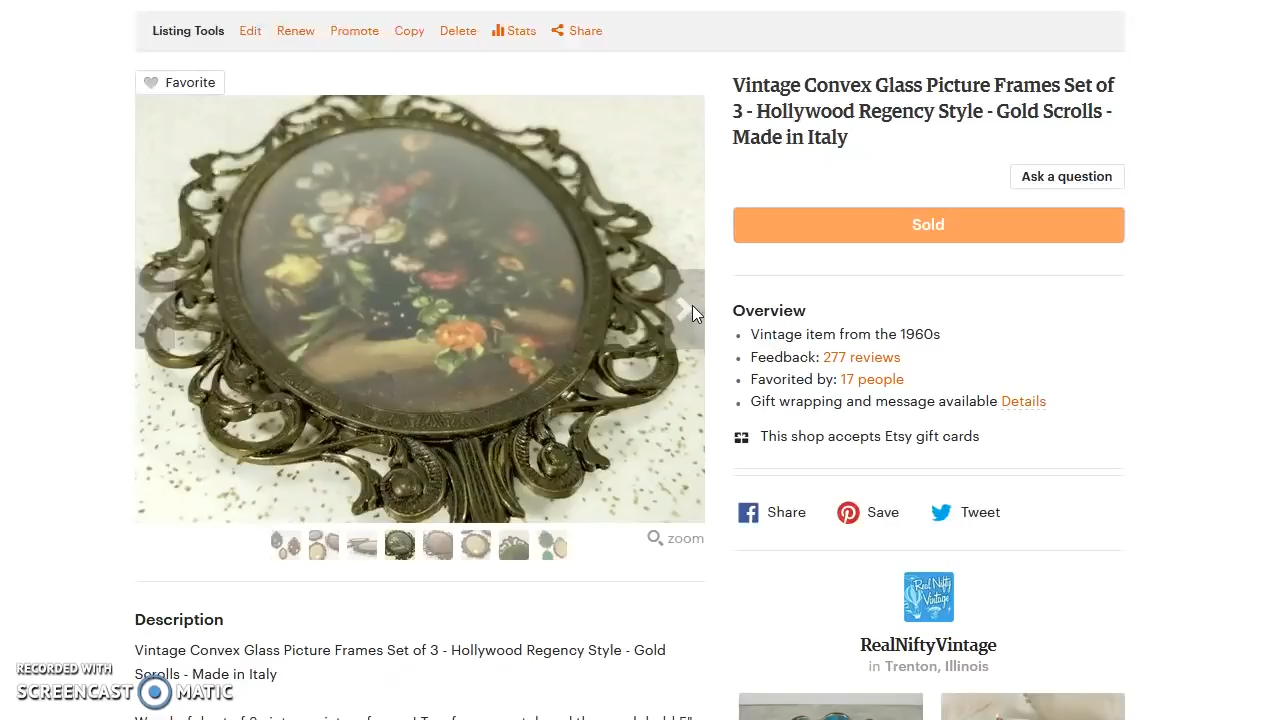 Listing Tools Edit Renew Promote Copy Delete Stats Share
Favorite
Vintage Convex Glass Picture Frames Set of
3 - Hollywood Regency Style - Gold Scrolls -
Made in Italy
Ask a question
Sold
Overview
• Vintage item from the 1960s
• Feedback: 277 reviews
• Favorited by: 17 people
• Gift wrapping and message available Details
This shop accepts Etsy gift cards
Share Save Tweet
zoom
Real Nifty
Vintage
RealNiftyVintage
in Trenton, Illinois
Description
Vintage Convex Glass Picture Frames Set of 3 - Hollywood Regency Style - Gold
Scrolls - Made in Italy
RECORDED WITH
SCREENCAST MATIC